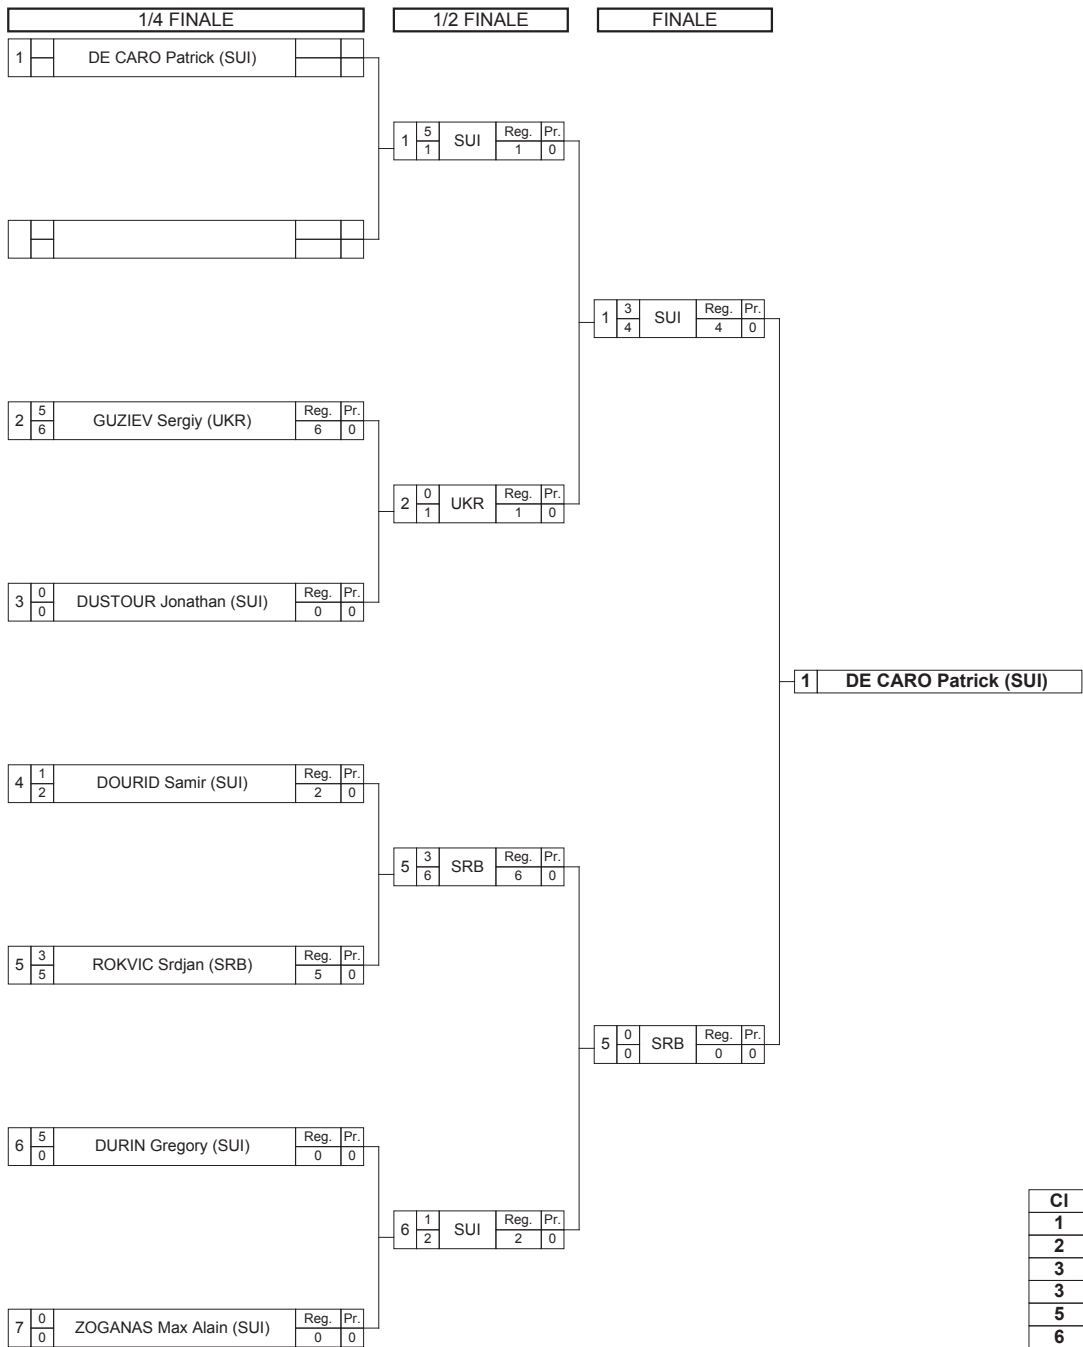 1/4 FINALE 1/2 FINALE FINALE
1 DE CARO Patrick (SUI)
1 5 1 SUI Reg. 1 Pr. 0
1 3 4 SUI Reg. 4 Pr. 0
2 5 6 GUZIEV Sergiy (UKR) Reg. 6 Pr. 0
2 0 1 UKR Reg. 1 Pr. 0
3 0 0 DUSTOUR Jonathan (SUI) Reg. 0 Pr. 0
1 DE CARO Patrick (SUI)
4 1 2 DOURID Samir (SUI) Reg. 2 Pr. 0
5 3 6 SRB Reg. 6 Pr. 0
5 3 5 ROKVIC Srdjan (SRB) Reg. 5 Pr. 0
5 0 0 SRB Reg. 0 Pr. 0
6 5 0 DURIN Gregory (SUI) Reg. 0 Pr. 0
6 1 2 SUI Reg. 2 Pr. 0
7 0 0 ZOGANAS Max Alain (SUI) Reg. 0 Pr. 0
Cl
1
2
3
3
5
6